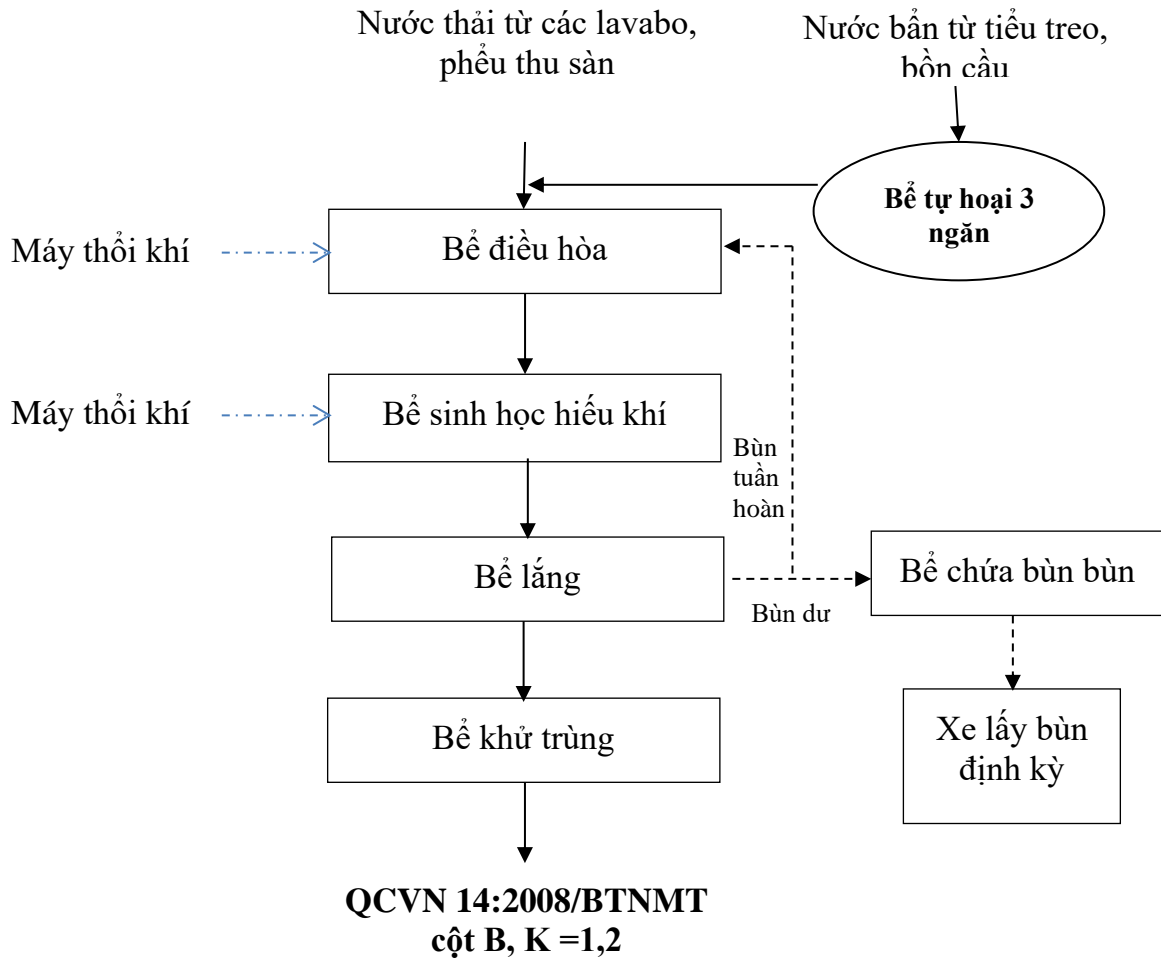 Nước thải từ các lavabo,
phểu thu sàn
Nước bẩn từ tiểu treo,
bồn cầu
Bể tự hoại 3
ngăn
Máy thổi khí
Bể điều hòa
Máy thổi khí
Bể sinh học hiếu khí
Bùn
tuần
hoàn
Bể lắng
Bùn dư
Bể chứa bùn bùn
Bể khử trùng
Xe lấy bùn
định kỳ
QCVN 14:2008/BTNMT
cột B, K =1,2